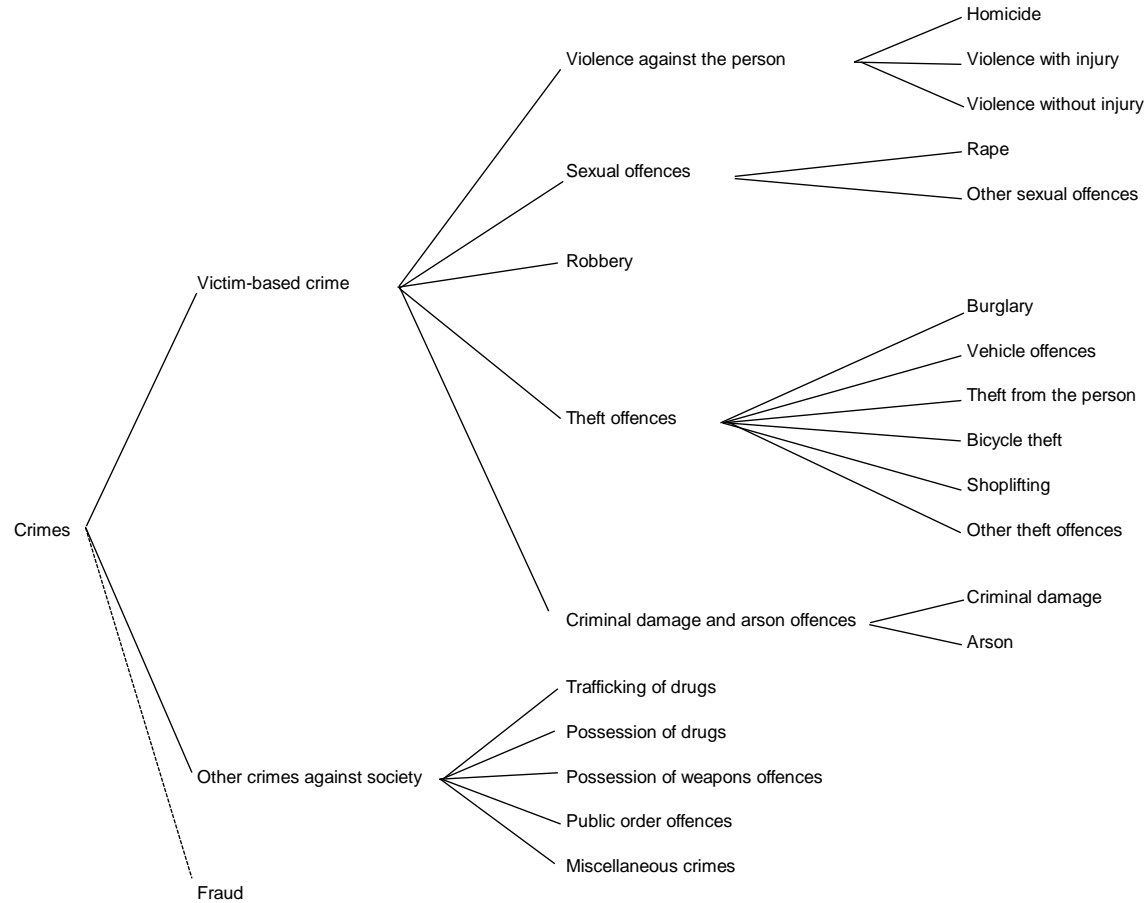 Homicide
Violence against the person
Violence with injury
Violence without injury
Rape
Sexual offences
Other sexual offences
Robbery
Victim-based crime
Burglary
Vehicle offences
Theft from the person
Theft offences
Bicycle theft
Shoplifting
Crimes
Other theft offences
Criminal damage
Criminal damage and arson offences
Arson
Trafficking of drugs
Possession of drugs
Other crimes against society
Possession of weapons offences
Public order offences
Miscellaneous crimes
Fraud